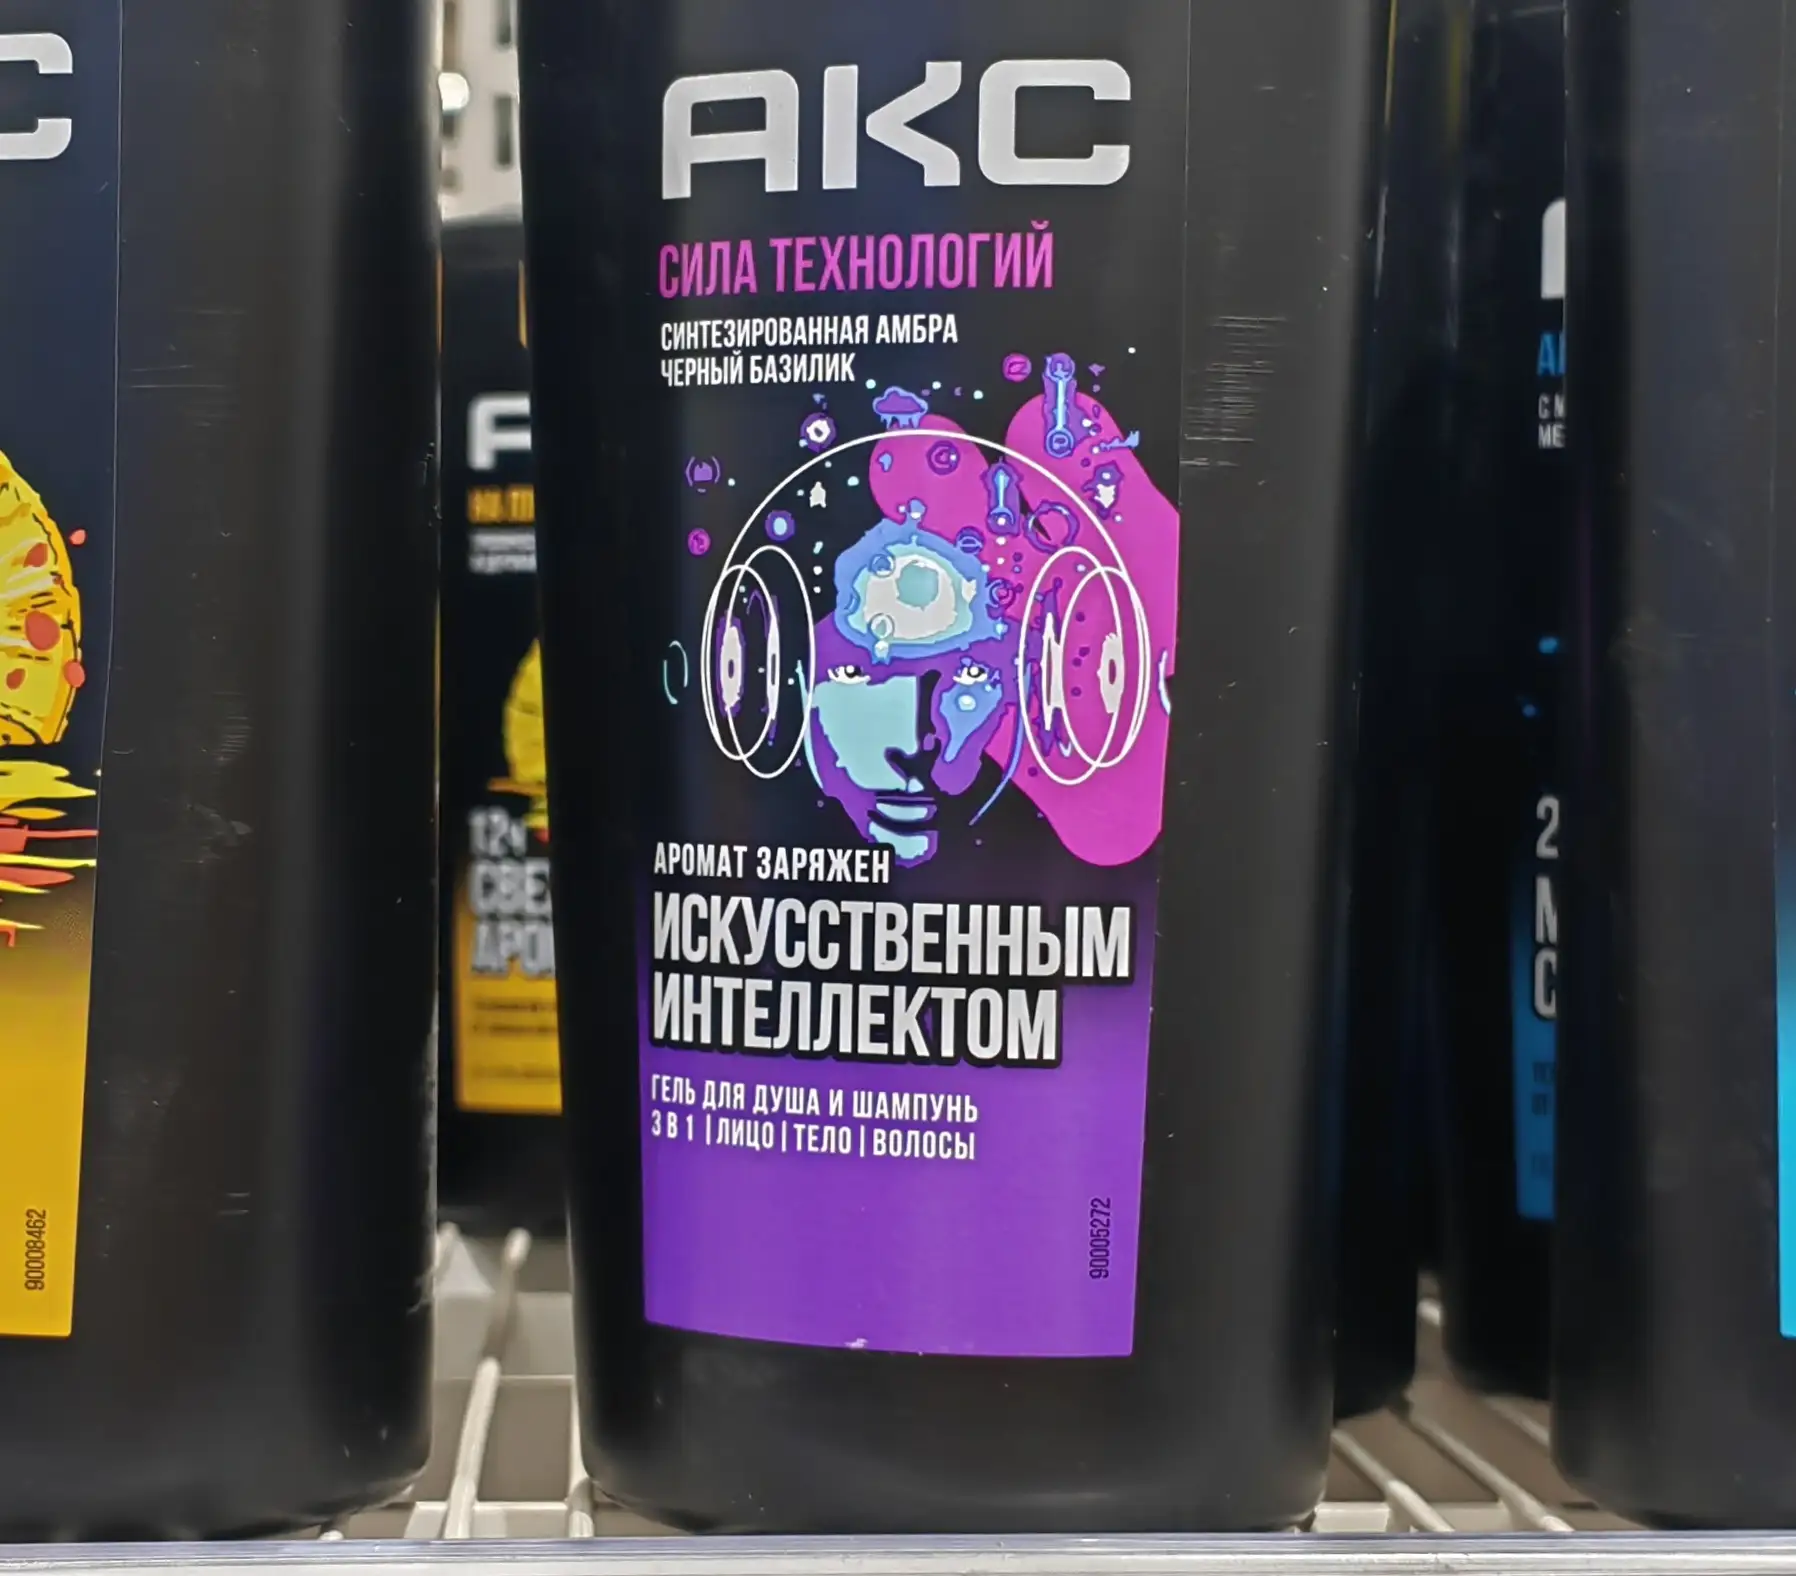 АКС
СИЛА ТЕХНОЛОГИЙ
СИНТЕЗИРОВАННАЯ АМБРА
ЧЕРНЫЙ БАЗИЛИК
АРОМАТ ЗАРЯЖЕН
ИСКУССТВЕННЫМ
ИНТЕЛЛЕКТОМ
ГЕЛЬ ДЛЯ ДУША И ШАМПУНЬ
3 В 1 | ЛИЦО | ТЕЛО | ВОЛОСЫ
90005272
90008462
12ч